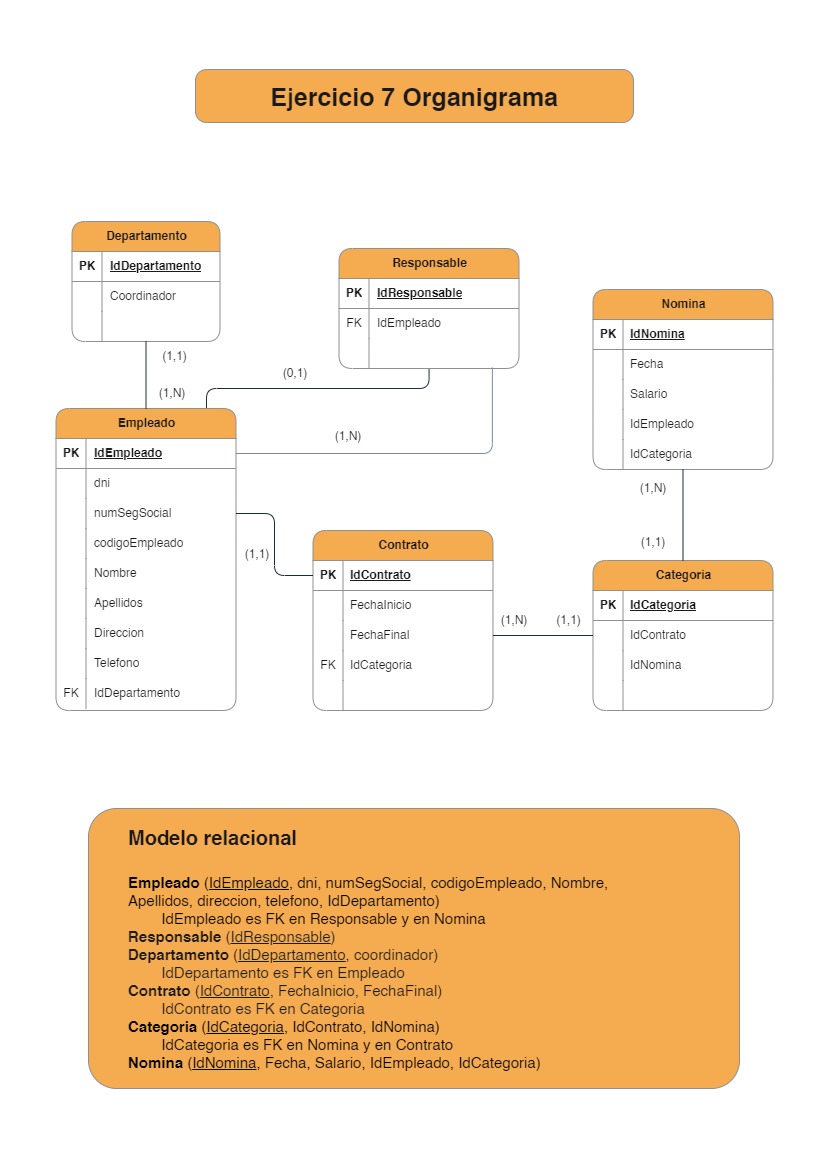 Ejercicio 7 Organigrama
Departamento
PK IdDepartamento
Coordinador
(1,1)
(1,N)
Responsable
PK IdResponsable
FK IdEmpleado
(0,1)
(1,N)
Nomina
PK IdNomina
Fecha
Salario
IdEmpleado
IdCategoria
(1,N)
(1,1)
Empleado
PK IdEmpleado
dni
numSegSocial
codigoEmpleado
Nombre
Apellidos
Direccion
Telefono
FK IdDepartamento
(1,1)
Contrato
PK IdContrato
FechaInicio
FechaFinal
FK IdCategoria
(1,N) (1,1)
Categoria
PK IdCategoria
IdContrato
IdNomina
Modelo relacional
Empleado (IdEmpleado, dni, numSegSocial, codigoEmpleado, Nombre,
Apellidos, direccion, telefono, IdDepartamento)
IdEmpleado es FK en Responsable y en Nomina
Responsable (IdResponsable)
Departamento (IdDepartamento, coordinador)
IdDepartamento es FK en Empleado
Contrato (IdContrato, FechaInicio, FechaFinal)
IdContrato es FK en Categoria
Categoria (IdCategoria, IdContrato, IdNomina)
IdCategoria es FK en Nomina y en Contrato
Nomina (IdNomina, Fecha, Salario, IdEmpleado, IdCategoria)